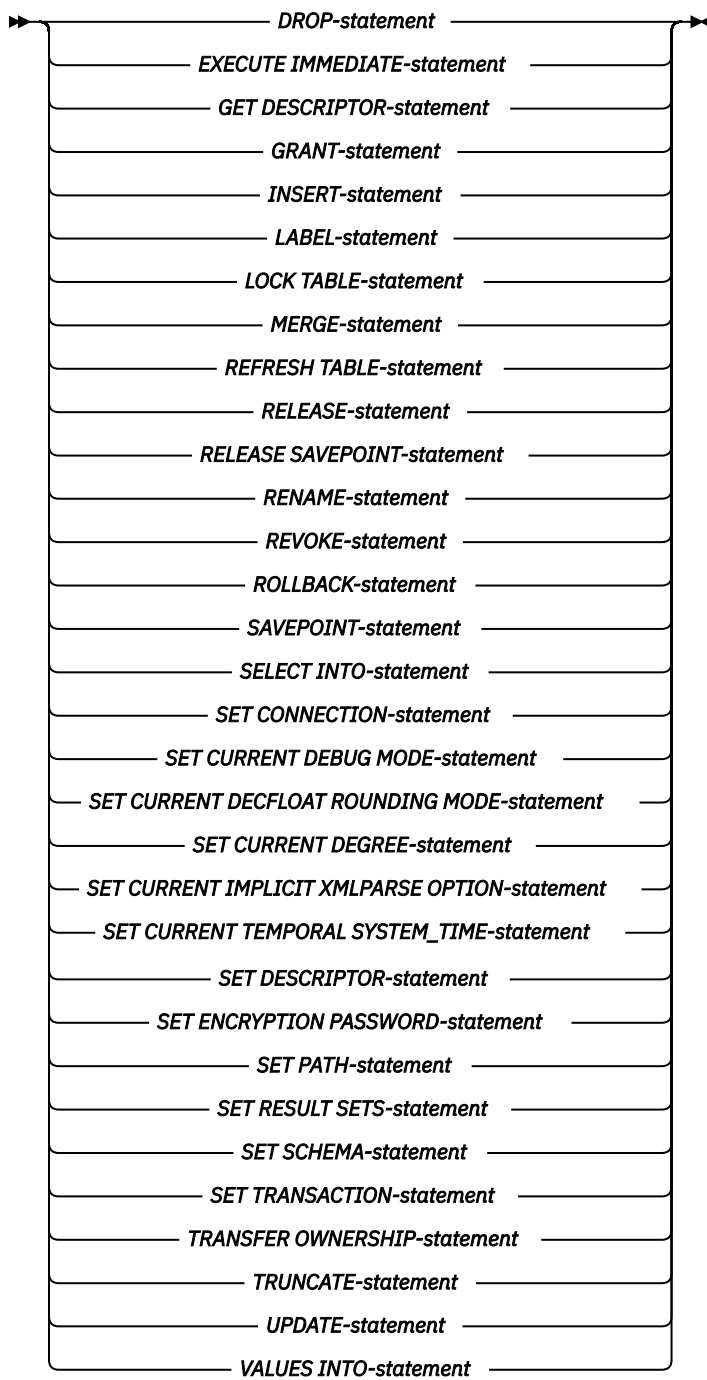 DROP-statement
EXECUTE IMMEDIATE-statement
GET DESCRIPTOR-statement
GRANT-statement
INSERT-statement
LABEL-statement
LOCK TABLE-statement
MERGE-statement
REFRESH TABLE-statement
RELEASE-statement
RELEASE SAVEPOINT-statement
RENAME-statement
REVOKE-statement
ROLLBACK-statement
SAVEPOINT-statement
SELECT INTO-statement
SET CONNECTION-statement
SET CURRENT DEBUG MODE-statement
SET CURRENT DECFLOAT ROUNDING MODE-statement
SET CURRENT DEGREE-statement
SET CURRENT IMPLICIT XMLPARSE OPTION-statement
SET CURRENT TEMPORAL SYSTEM_TIME-statement
SET DESCRIPTOR-statement
SET ENCRYPTION PASSWORD-statement
SET PATH-statement
SET RESULT SETS-statement
SET SCHEMA-statement
SET TRANSACTION-statement
TRANSFER OWNERSHIP-statement
TRUNCATE-statement
UPDATE-statement
VALUES INTO-statement